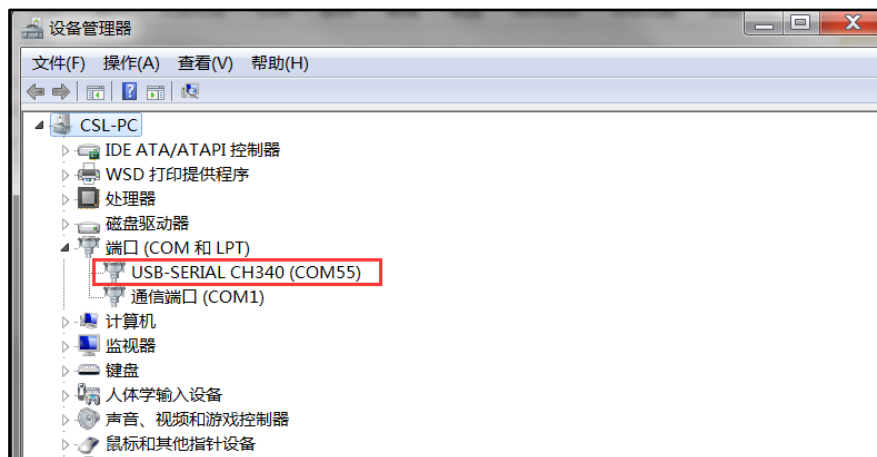 设备管理器
文件(F) 操作(A) 查看(V) 帮助(H)
CSL-PC
IDE ATA/ATAPI 控制器
WSD 打印提供程序
处理器
磁盘驱动器
端口 (COM 和 LPT)
USB-SERIAL CH340 (COM55)
通信端口 (COM1)
计算机
监视器
键盘
人体学输入设备
声音、视频和游戏控制器
鼠标和其他指针设备